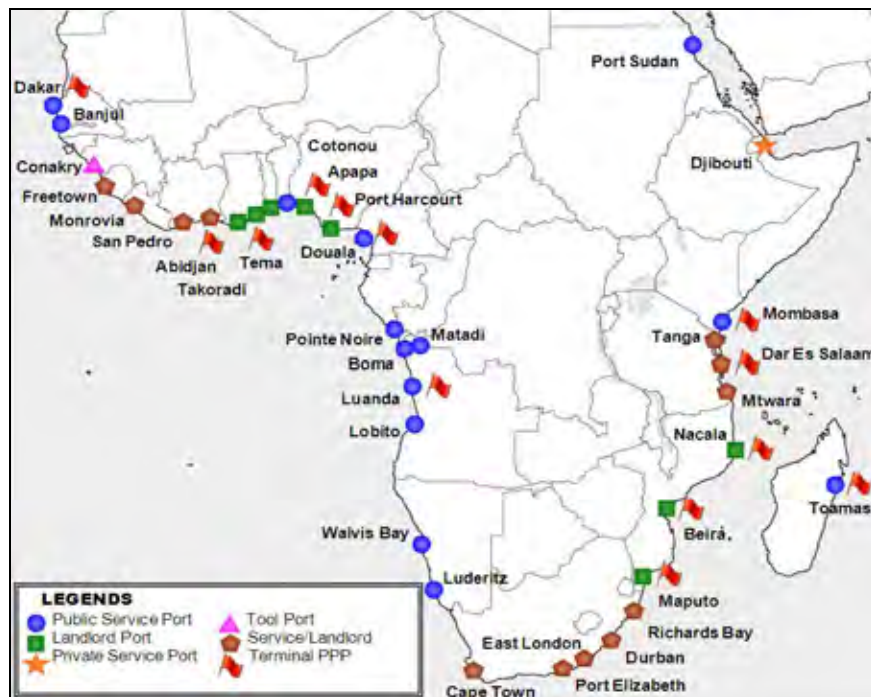 Port Sudan
Dakar
Banjul
Djibouti
Cotonou
Conakry
Apapa
Freetown
Port Harcourt
Monrovia
San Pedro
Douala
Abidjan
Tema
Takoradi
Mombasa
Pointe Noire
Matadi
Tanga
Boma
Dar Es Salaam
Luanda
Mtwara
Lobito
Nacala
Toamas
Walvis Bay
Beirá.
Luderitz
Maputo
Richards Bay
East London
Durban
Port Elizabeth
Cape Town
LEGENDS
Public Service Port
Tool Port
Landlord Port
Service/Landlord
Private Service Port
Terminal PPP